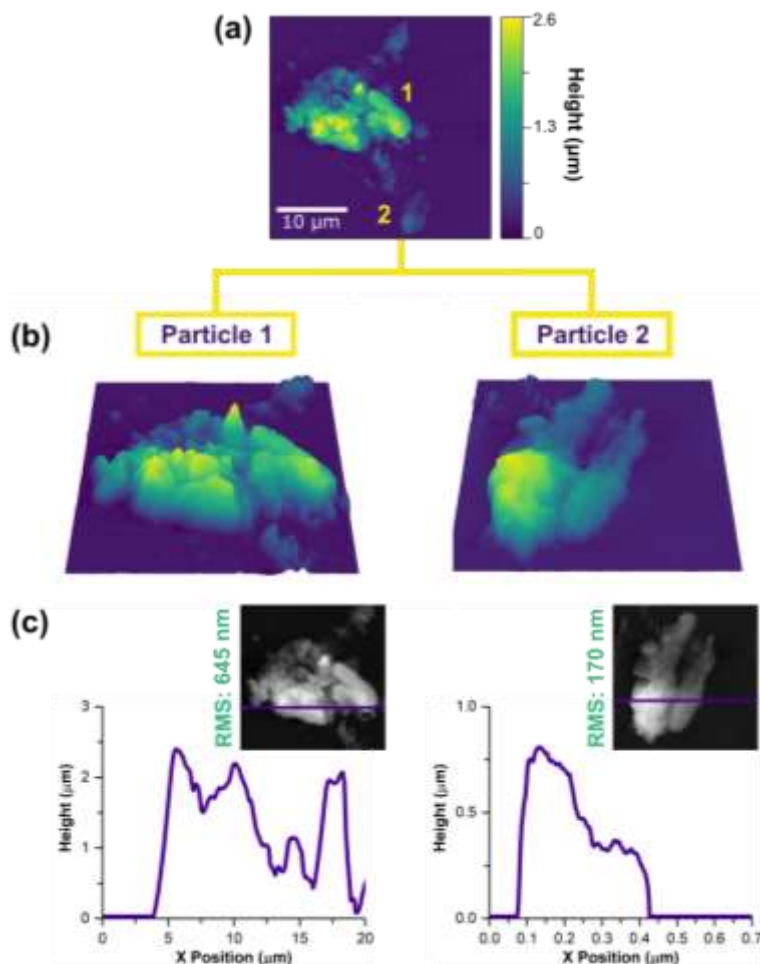 (a)
2.6
1.3
0
Height (μm)
1
2
10 μm
(b)
Particle 1
Particle 2
(c)
RMS: 645 nm
3
2
1
0
Height (μm)
0
5
10
15
20
X Position (μm)
RMS: 170 nm
1.0
0.5
0.0
Height (μm)
0.0
0.1
0.2
0.3
0.4
0.5
0.6
0.7
X Position (μm)